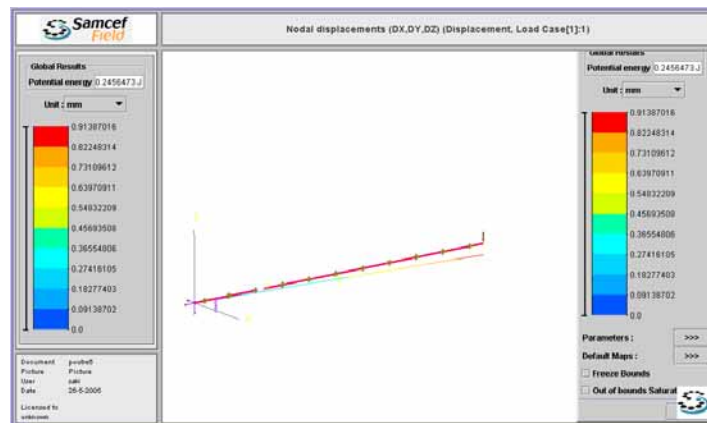 Samcef
Field
Nodal displacements (DX,DY,DZ) (Displacement, Load Case[1]:1)
Global Results
Potential energy 0.2456473 J
Unit : mm
0.91387016
0.82248314
0.73109612
0.63970911
0.54832209
0.45693508
0.36554806
0.27416105
0.18277403
0.09138702
0.0
Document
Picture Picture
User
Date 26-5-2006
Licensed to
unknown
Global Results
Potential energy 0.2456473 J
Unit : mm
0.91387016
0.82248314
0.73109612
0.63970911
0.54832209
0.45693508
0.36554806
0.27416105
0.18277403
0.09138702
0.0
Parameters : >>>
Default Maps : >>>
Freeze Bounds
Out of bounds Saturat